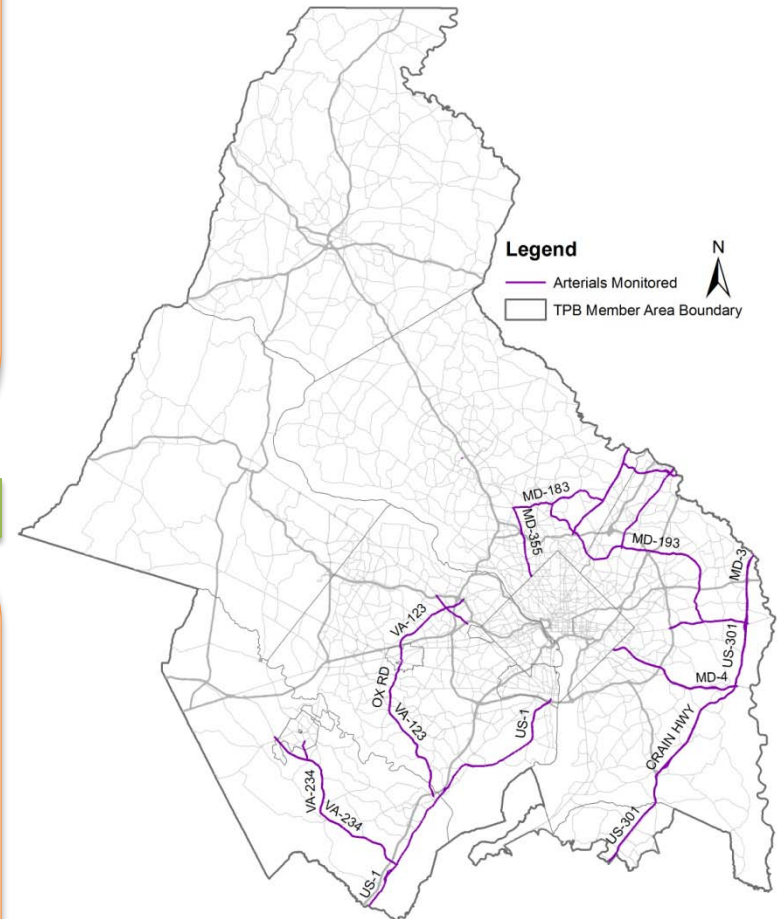 Legend
N
Arterials Monitored
TPB Member Area Boundary
MD-183
MD-355
MD-193
MD-3
VA-123
US-301
OX RD
MD-4
VA-123
US-1
CRAIN HWY
VA-234
VA-234
US-301
US-1